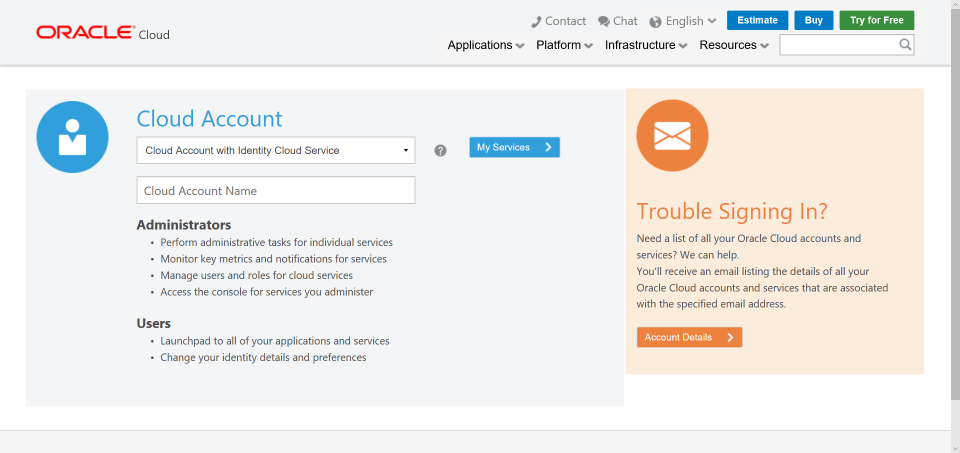 Contact Chat English Estimate Buy Try for Free
ORACLE Cloud
Applications Platform Infrastructure Resources
Cloud Account
Cloud Account with Identity Cloud Service
?
My Services
Cloud Account Name
Administrators
• Perform administrative tasks for individual services
• Monitor key metrics and notifications for services
• Manage users and roles for cloud services
• Access the console for services you administer
Users
• Launchpad to all of your applications and services
• Change your identity details and preferences
Trouble Signing In?
Need a list of all your Oracle Cloud accounts and
services? We can help.
You'll receive an email listing the details of all your
Oracle Cloud accounts and services that are associated
with the specified email address.
Account Details